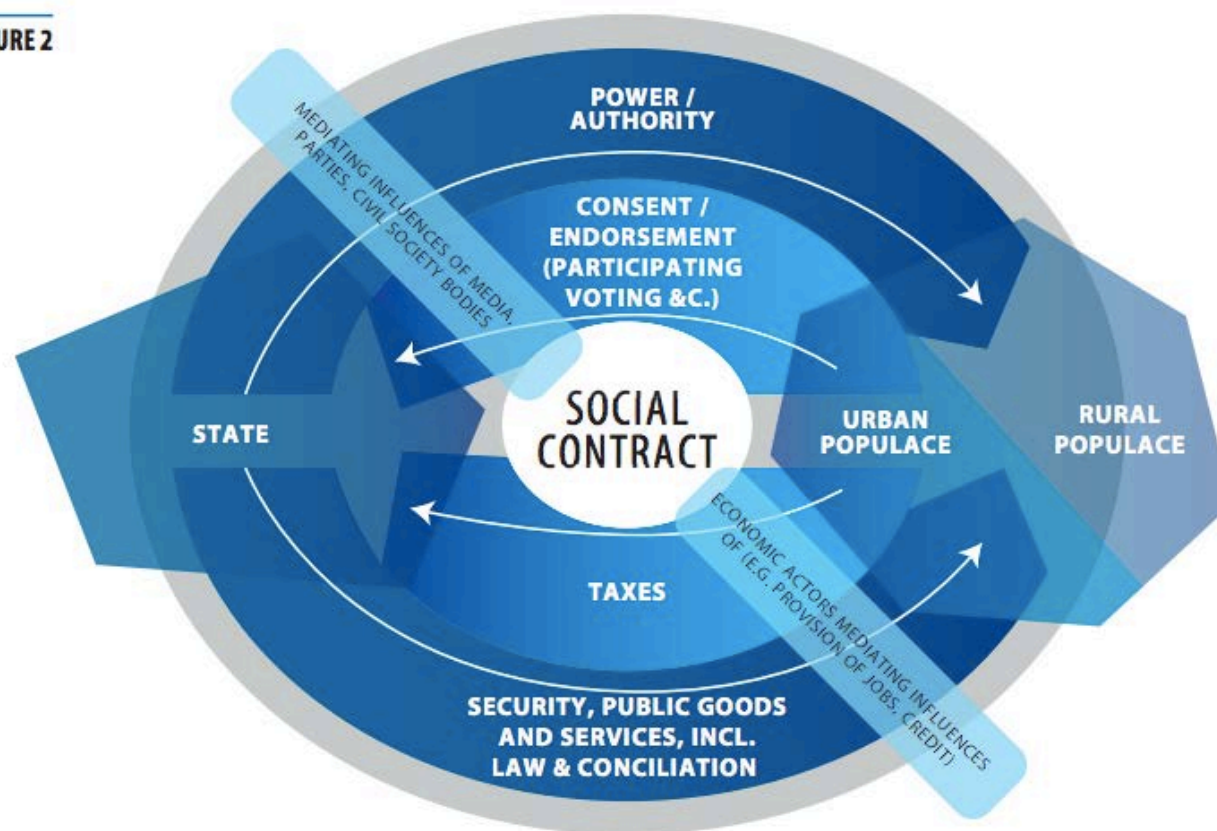 URE 2
POWER /
AUTHORITY
MEDIATING INFLUENCES OF MEDIA,
PARTIES, CIVIL SOCIETY BODIES
CONSENT /
ENDORSEMENT
(PARTICIPATING
VOTING &C.)
STATE
SOCIAL
CONTRACT
URBAN
POPULACE
RURAL
POPULACE
TAXES
ECONOMIC ACTORS MEDIATING INFLUENCES
OF (E.G. PROVISION OF JOBS, CREDIT)
SECURITY, PUBLIC GOODS
AND SERVICES, INCL.
LAW & CONCILIATION